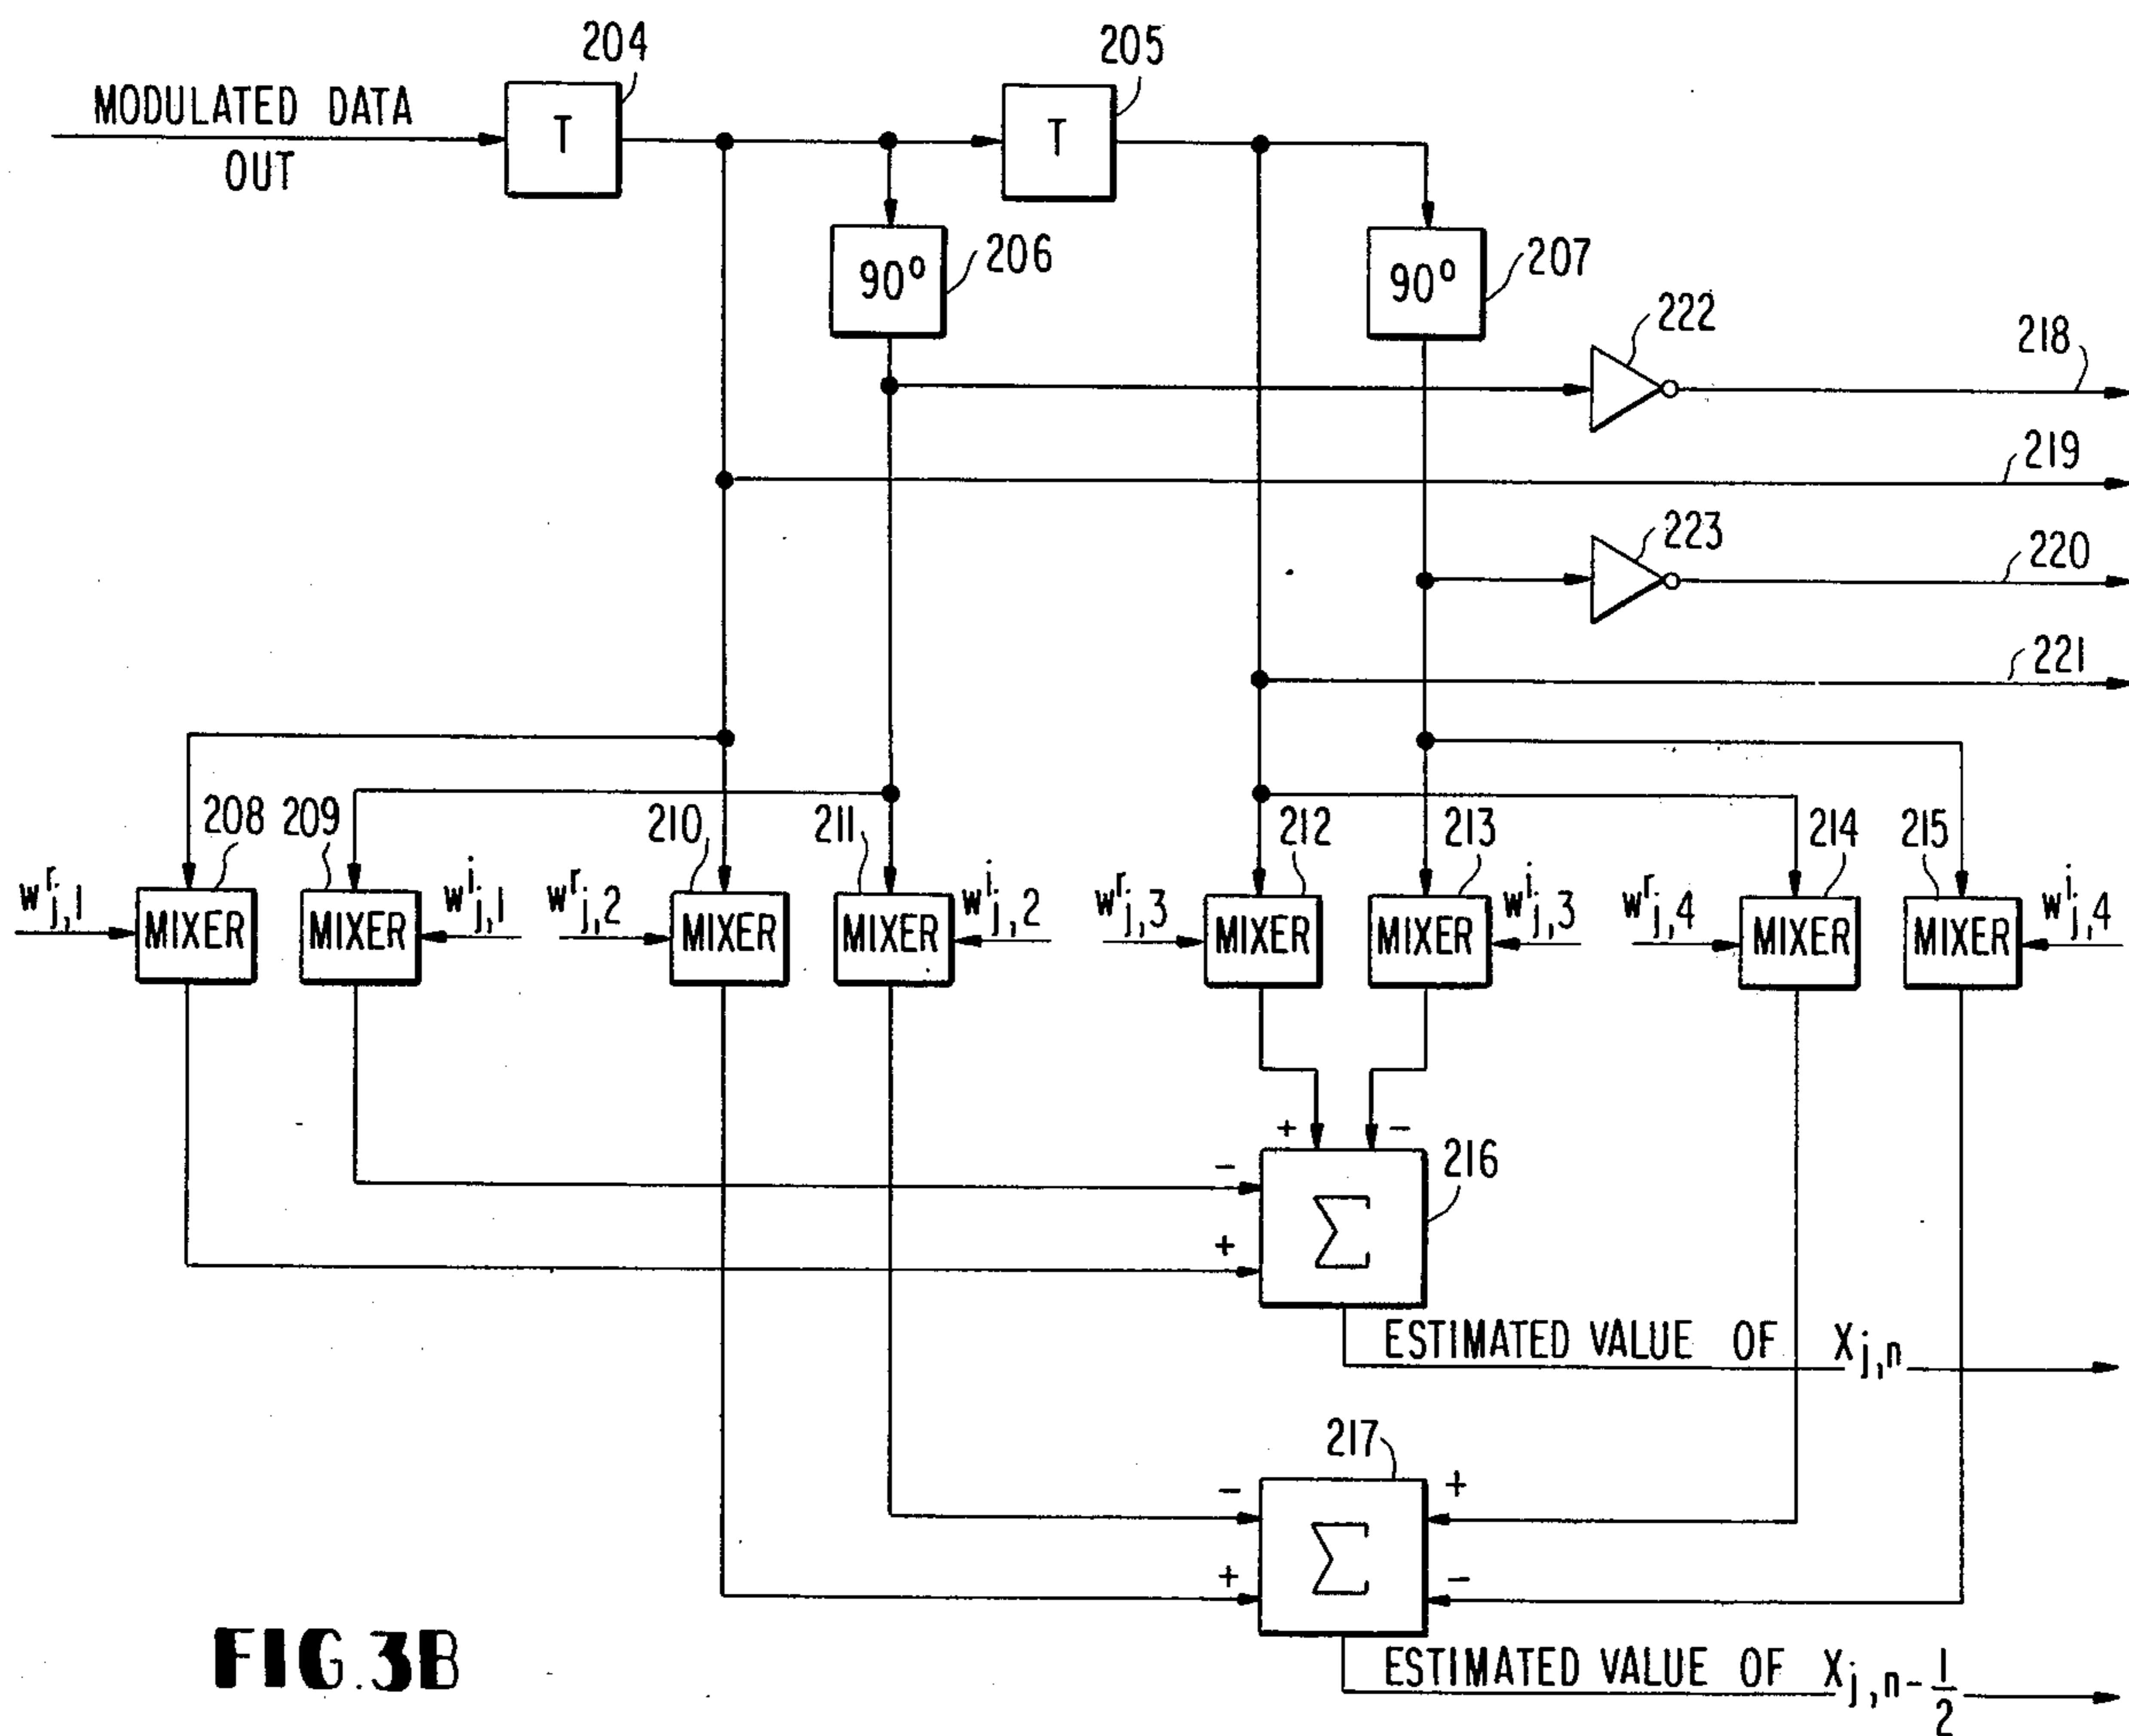 204
205
MODULATED DATA
OUT
T
T
90° 206
90° 207
222
218
219
223
220
221
208 209 210 211 212 213 214 215
w^r_j,1 MIXER MIXER w^i_j,1 w^r_j,2 MIXER MIXER w^i_j,2 w^r_j,3 MIXER MIXER w^i_j,3 w^r_j,4 MIXER MIXER w^i_j,4
+ −
216
−
Σ
+
ESTIMATED VALUE OF X_j,n
217
− +
Σ
+ −
ESTIMATED VALUE OF X_j,n-1/2
FIG.3B